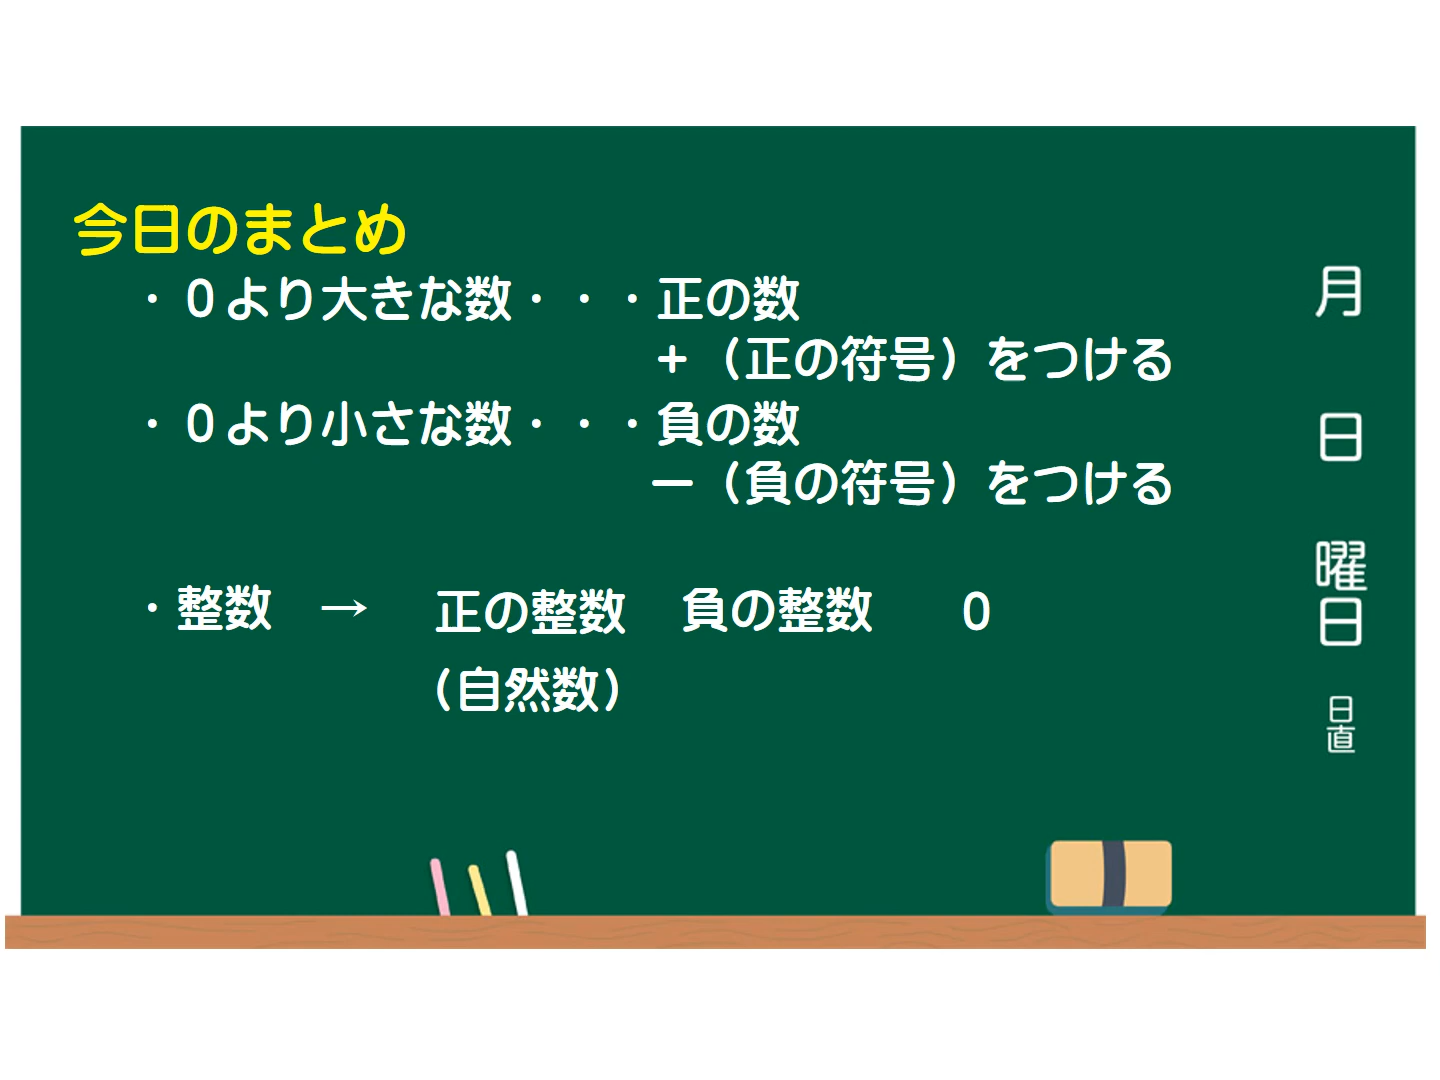 今日のまとめ
・０より大きな数・・・正の数
+（正の符号）をつける
・０より小さな数・・・負の数
－（負の符号）をつける
・整数　→　正の整数　負の整数　０
（自然数）
月
日
曜
日
日
直